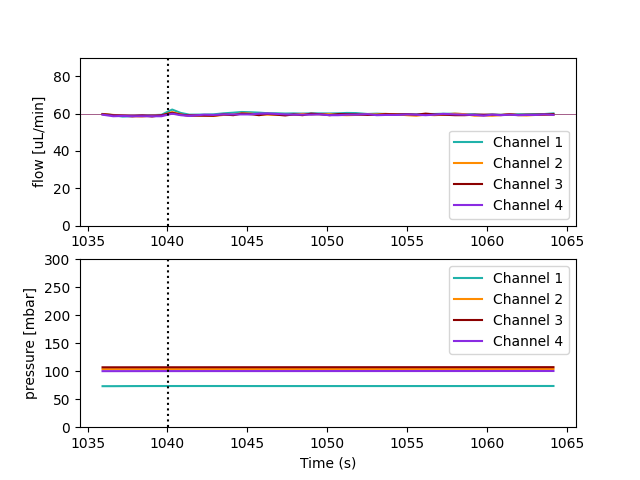 flow [uL/min]
80
60
40
20
0
Channel 1
Channel 2
Channel 3
Channel 4
1035 1040 1045 1050 1055 1060 1065
pressure [mbar]
300
250
200
150
100
50
0
Channel 1
Channel 2
Channel 3
Channel 4
1035 1040 1045 1050 1055 1060 1065
Time (s)